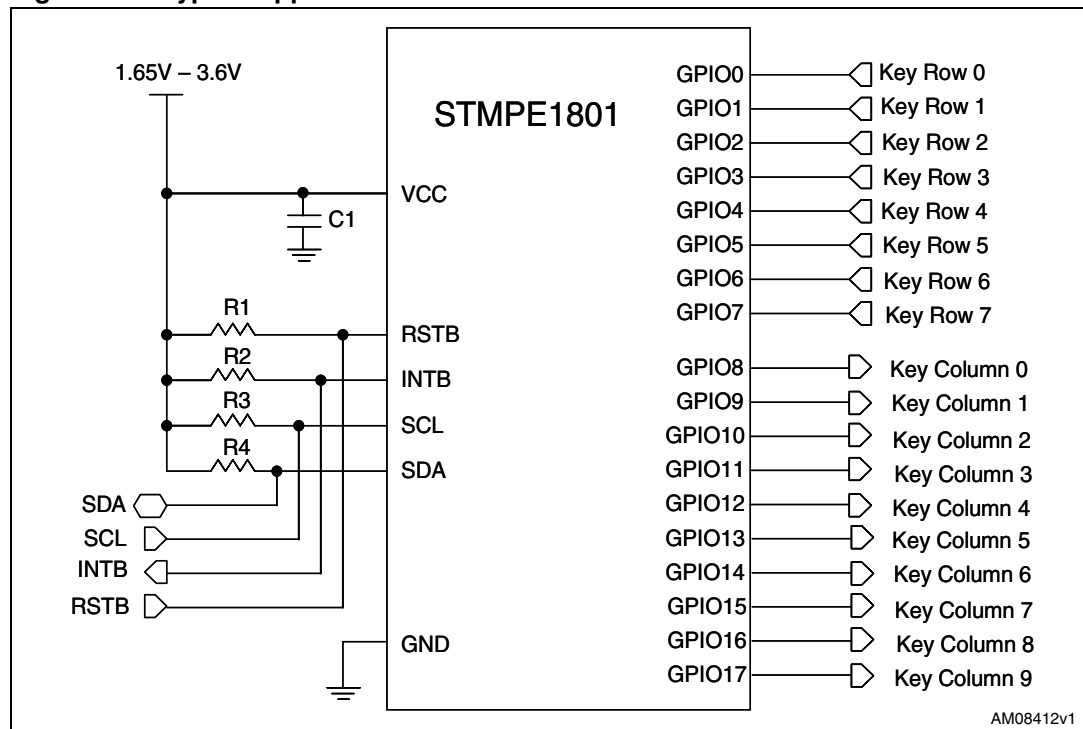 1.65V – 3.6V
STMPE1801
VCC
C1
R1
RSTB
R2
INTB
R3
SCL
R4
SDA
SDA
SCL
INTB
RSTB
GND
GPIO0 Key Row 0
GPIO1 Key Row 1
GPIO2 Key Row 2
GPIO3 Key Row 3
GPIO4 Key Row 4
GPIO5 Key Row 5
GPIO6 Key Row 6
GPIO7 Key Row 7
GPIO8 Key Column 0
GPIO9 Key Column 1
GPIO10 Key Column 2
GPIO11 Key Column 3
GPIO12 Key Column 4
GPIO13 Key Column 5
GPIO14 Key Column 6
GPIO15 Key Column 7
GPIO16 Key Column 8
GPIO17 Key Column 9
AM08412v1